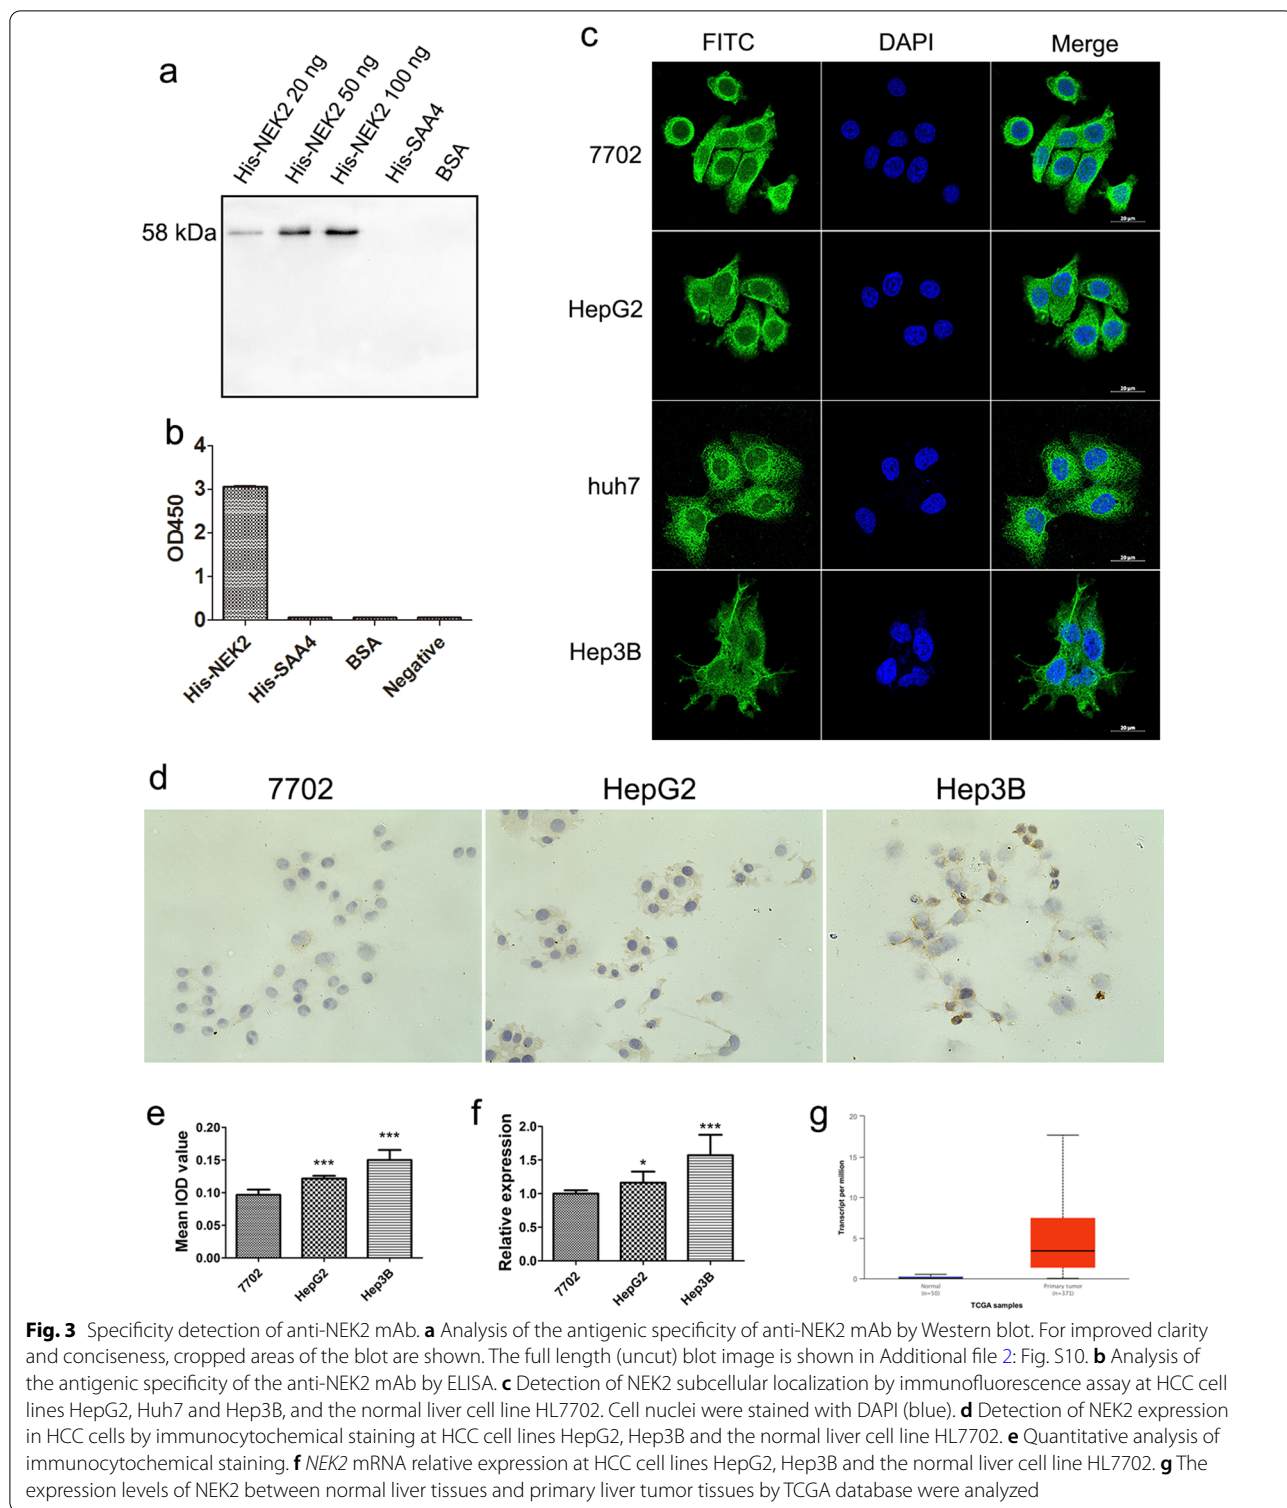 a
His-NEK2 20 ng
His-NEK2 50 ng
His-NEK2 100 ng
His-SAA4
BSA
58 kDa
b
OD450
4
3
2
1
0
His-NEK2
His-SAA4
BSA
Negative
c
FITC DAPI Merge
7702
20 μm
HepG2
20 μm
huh7
20 μm
Hep3B
20 μm
d
7702 HepG2 Hep3B
e
Mean IOD value
0.20
0.15
0.10
0.05
0.00
***
***
7702
HepG2
Hep3B
f
Relative expression
2.0
1.5
1.0
0.5
0.0
*
***
7702
HepG2
Hep3B
g
Transcript per million
20
15
10
5
0
Normal
(n=50)
Primary tumor
(n=371)
TCGA samples
Fig. 3 Specificity detection of anti-NEK2 mAb. a Analysis of the antigenic specificity of anti-NEK2 mAb by Western blot. For improved clarity
and conciseness, cropped areas of the blot are shown. The full length (uncut) blot image is shown in Additional file 2: Fig. S10. b Analysis of
the antigenic specificity of the anti-NEK2 mAb by ELISA. c Detection of NEK2 subcellular localization by immunofluorescence assay at HCC cell
lines HepG2, Huh7 and Hep3B, and the normal liver cell line HL7702. Cell nuclei were stained with DAPI (blue). d Detection of NEK2 expression
in HCC cells by immunocytochemical staining at HCC cell lines HepG2, Hep3B and the normal liver cell line HL7702. e Quantitative analysis of
immunocytochemical staining. f NEK2 mRNA relative expression at HCC cell lines HepG2, Hep3B and the normal liver cell line HL7702. g The
expression levels of NEK2 between normal liver tissues and primary liver tumor tissues by TCGA database were analyzed